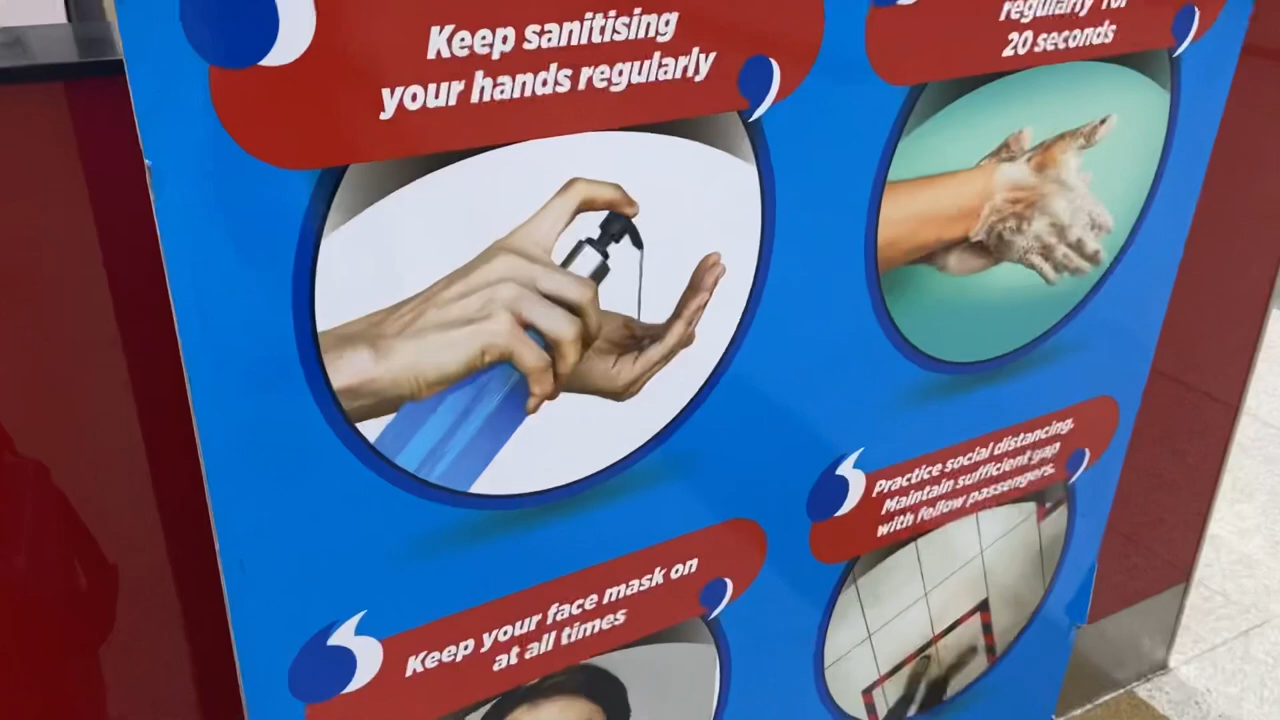 Keep sanitising
your hands regularly
regularly for
20 seconds
Practice social distancing.
Maintain sufficient gap
with fellow passengers.
Keep your face mask on
at all times